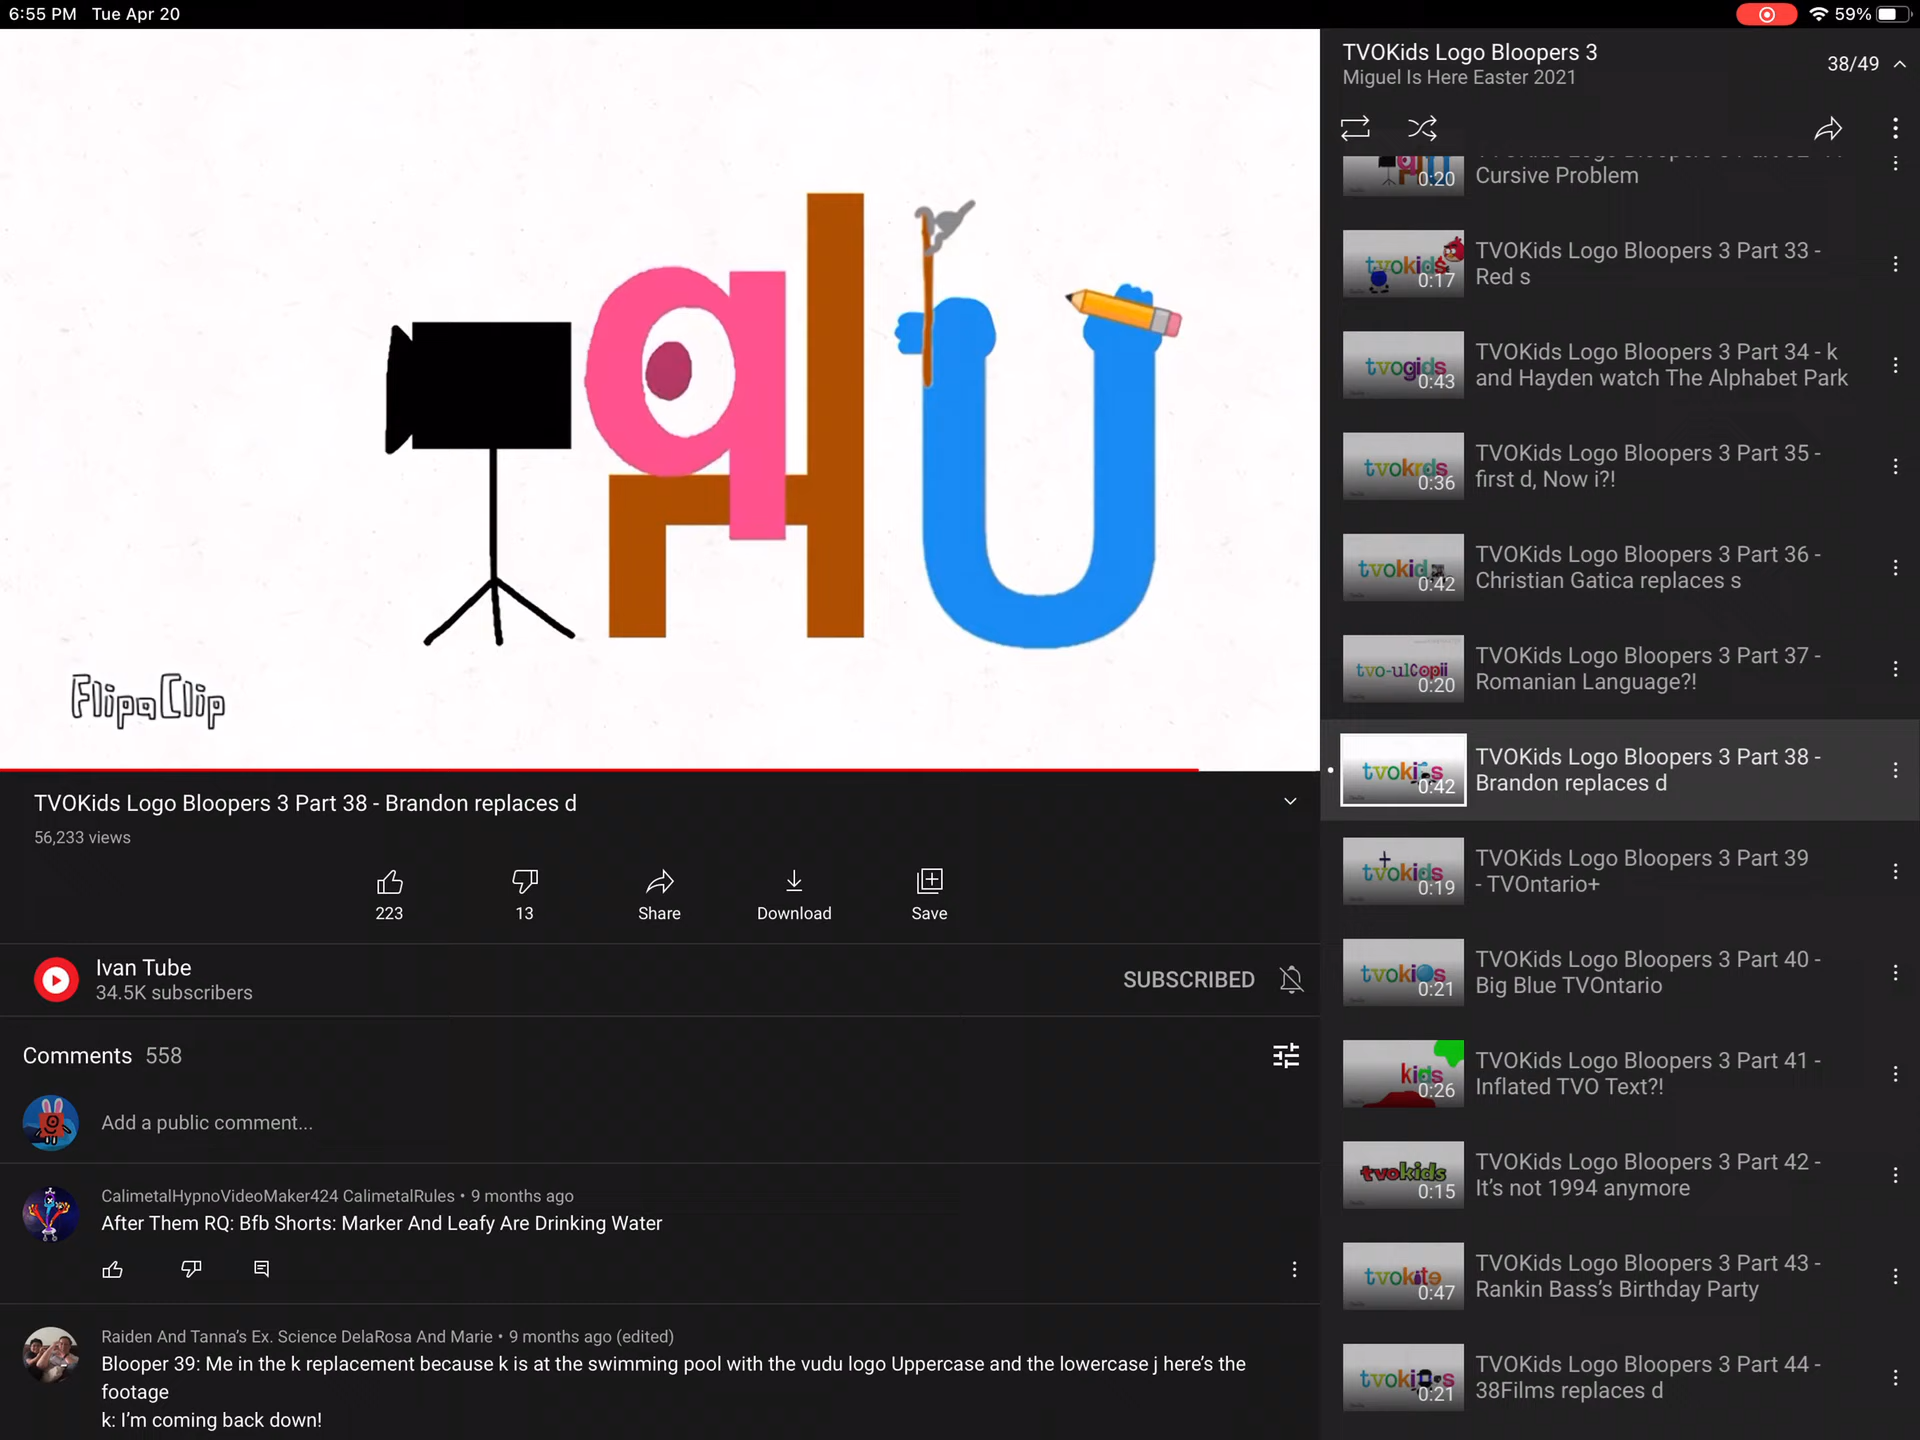 6:55 PM Tue Apr 20
59%
FlipaClip
TVOKids Logo Bloopers 3 Part 38 - Brandon replaces d
56,233 views
223
13
Share
Download
Save
Ivan Tube
34.5K subscribers
SUBSCRIBED
Comments 558
Add a public comment...
CalimetalHypnoVideoMaker424 CalimetalRules • 9 months ago
After Them RQ: Bfb Shorts: Marker And Leafy Are Drinking Water
Raiden And Tanna’s Ex. Science DelaRosa And Marie • 9 months ago (edited)
Blooper 39: Me in the k replacement because k is at the swimming pool with the vudu logo Uppercase and the lowercase j here’s the
footage
k: I’m coming back down!
TVOKids Logo Bloopers 3
Miguel Is Here Easter 2021
38/49
0:20
Cursive Problem
tvokids
0:17
TVOKids Logo Bloopers 3 Part 33 -
Red s
tvogids
0:43
TVOKids Logo Bloopers 3 Part 34 - k
and Hayden watch The Alphabet Park
tvokrds
0:36
TVOKids Logo Bloopers 3 Part 35 -
first d, Now i?!
tvokid
0:42
TVOKids Logo Bloopers 3 Part 36 -
Christian Gatica replaces s
tvo-ulCopii
0:20
TVOKids Logo Bloopers 3 Part 37 -
Romanian Language?!
0:42
TVOKids Logo Bloopers 3 Part 38 -
Brandon replaces d
tvokids
0:19
TVOKids Logo Bloopers 3 Part 39
- TVOntario+
0:21
TVOKids Logo Bloopers 3 Part 40 -
Big Blue TVOntario
kids
0:26
TVOKids Logo Bloopers 3 Part 41 -
Inflated TVO Text?!
tvokids
0:15
TVOKids Logo Bloopers 3 Part 42 -
It’s not 1994 anymore
0:47
TVOKids Logo Bloopers 3 Part 43 -
Rankin Bass’s Birthday Party
0:21
TVOKids Logo Bloopers 3 Part 44 -
38Films replaces d